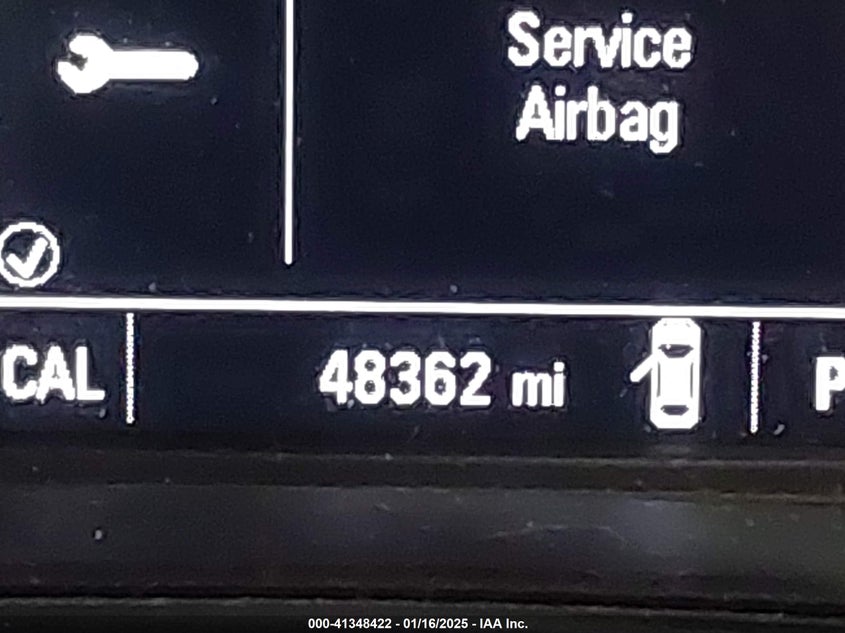 Service
Airbag
CAL
48362 mi
P
000-41348422 - 01/16/2025 - IAA Inc.